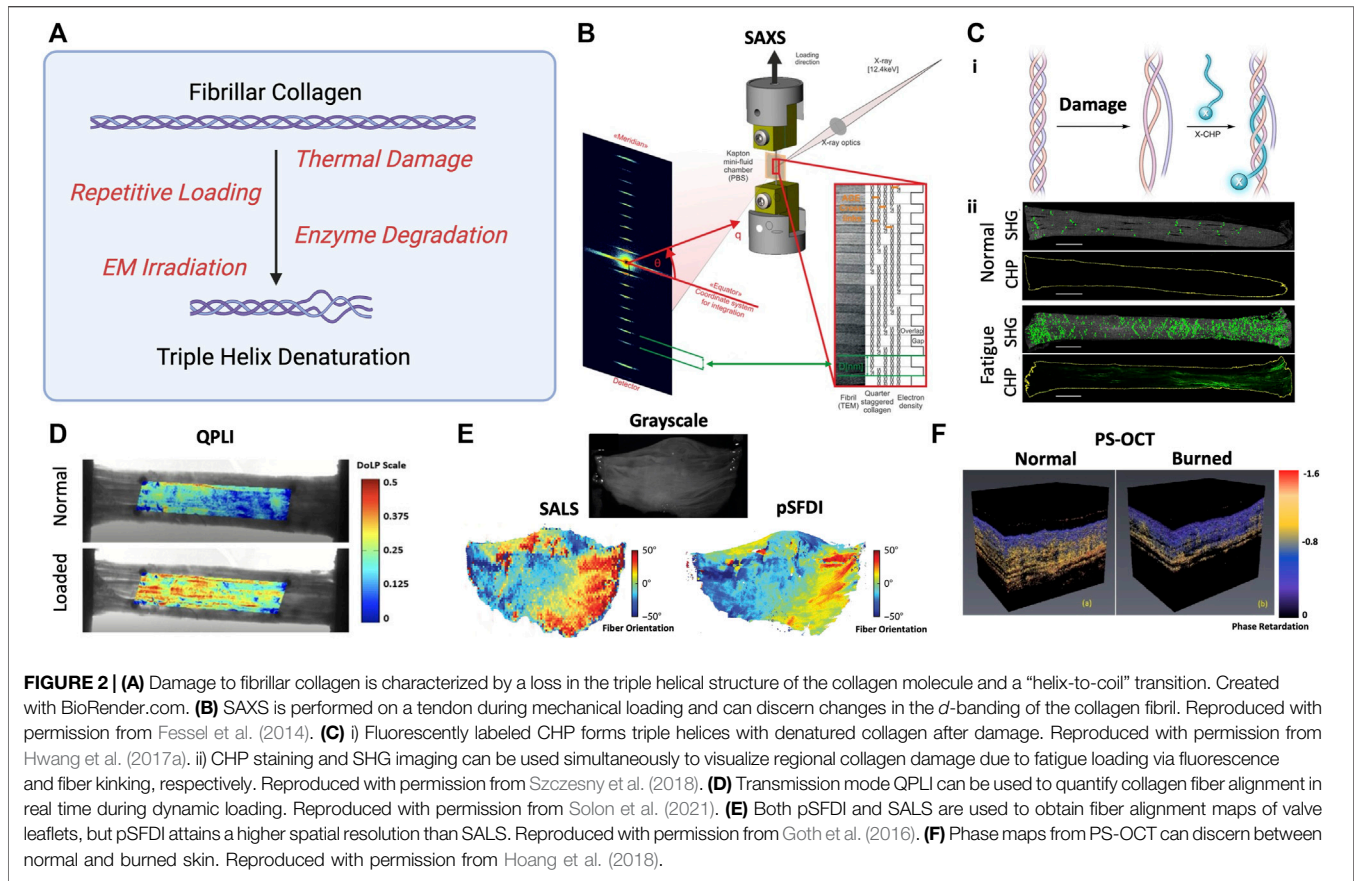 A
Fibrillar Collagen
Thermal Damage
Repetitive Loading
Enzyme Degradation
EM Irradiation
Triple Helix Denaturation
B
SAXS
Loading
direction
X-ray
[12.4keV]
X-ray optics
Kapton
mini-fluid
chamber
(PBS)
«Meridian»
q
θ
«Equator»
Coordinate system
for integration
Detector
Overlap
Gap
Fibril
(TEM)
Quarter
staggered
collagen
Electron
density
C
i
Damage
X-CHP
X
X
ii
Normal
SHG
CHP
Fatigue
SHG
CHP
D
QPLI
DoLP Scale
Normal
Loaded
0.5
0.375
0.25
0.125
0
E
Grayscale
SALS
50°
0°
−50°
Fiber Orientation
pSFDI
50°
0°
−50°
Fiber Orientation
F
PS-OCT
Normal
Burned
(a)
(b)
-1.6
-0.8
0
Phase Retardation
FIGURE 2 | (A) Damage to fibrillar collagen is characterized by a loss in the triple helical structure of the collagen molecule and a “helix-to-coil” transition. Created
with BioRender.com. (B) SAXS is performed on a tendon during mechanical loading and can discern changes in the d-banding of the collagen fibril. Reproduced with
permission from Fessel et al. (2014). (C) i) Fluorescently labeled CHP forms triple helices with denatured collagen after damage. Reproduced with permission from
Hwang et al. (2017a). ii) CHP staining and SHG imaging can be used simultaneously to visualize regional collagen damage due to fatigue loading via fluorescence
and fiber kinking, respectively. Reproduced with permission from Szczesny et al. (2018). (D) Transmission mode QPLI can be used to quantify collagen fiber alignment in
real time during dynamic loading. Reproduced with permission from Solon et al. (2021). (E) Both pSFDI and SALS are used to obtain fiber alignment maps of valve
leaflets, but pSFDI attains a higher spatial resolution than SALS. Reproduced with permission from Goth et al. (2016). (F) Phase maps from PS-OCT can discern between
normal and burned skin. Reproduced with permission from Hoang et al. (2018).